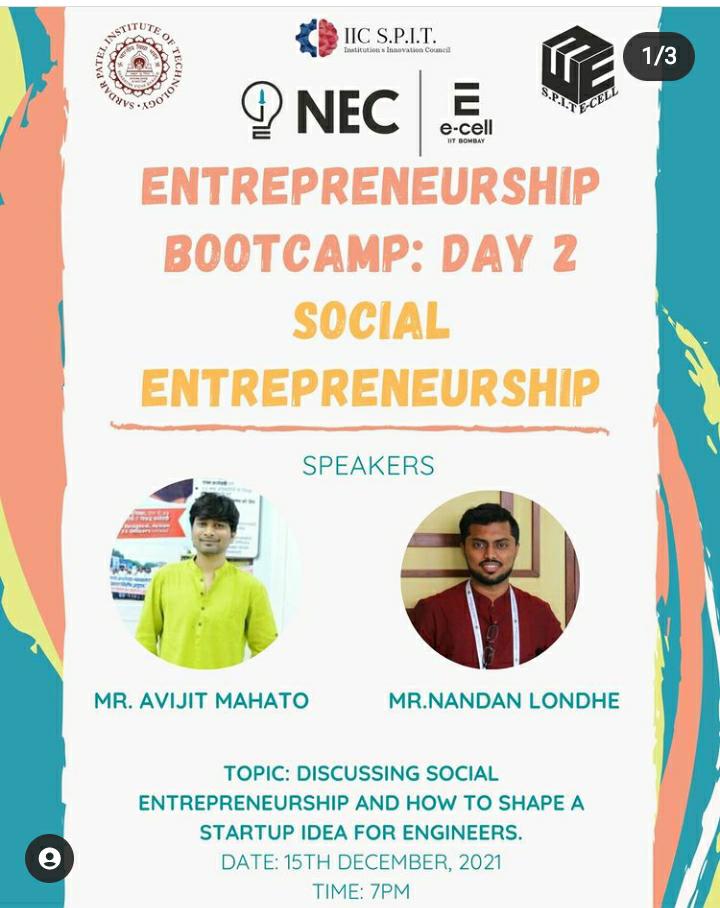 SARDAR PATEL INSTITUTE OF TECHNOLOGY
IIC S.P.I.T.
Institution's Innovation Council
1/3
S.P.I.T E-CELL
NEC
e-cell
IIT BOMBAY
ENTREPRENEURSHIP
BOOTCAMP: DAY 2
SOCIAL
ENTREPRENEURSHIP
SPEAKERS
MR. AVIJIT MAHATO
MR.NANDAN LONDHE
TOPIC: DISCUSSING SOCIAL
ENTREPRENEURSHIP AND HOW TO SHAPE A
STARTUP IDEA FOR ENGINEERS.
DATE: 15TH DECEMBER, 2021
TIME: 7PM